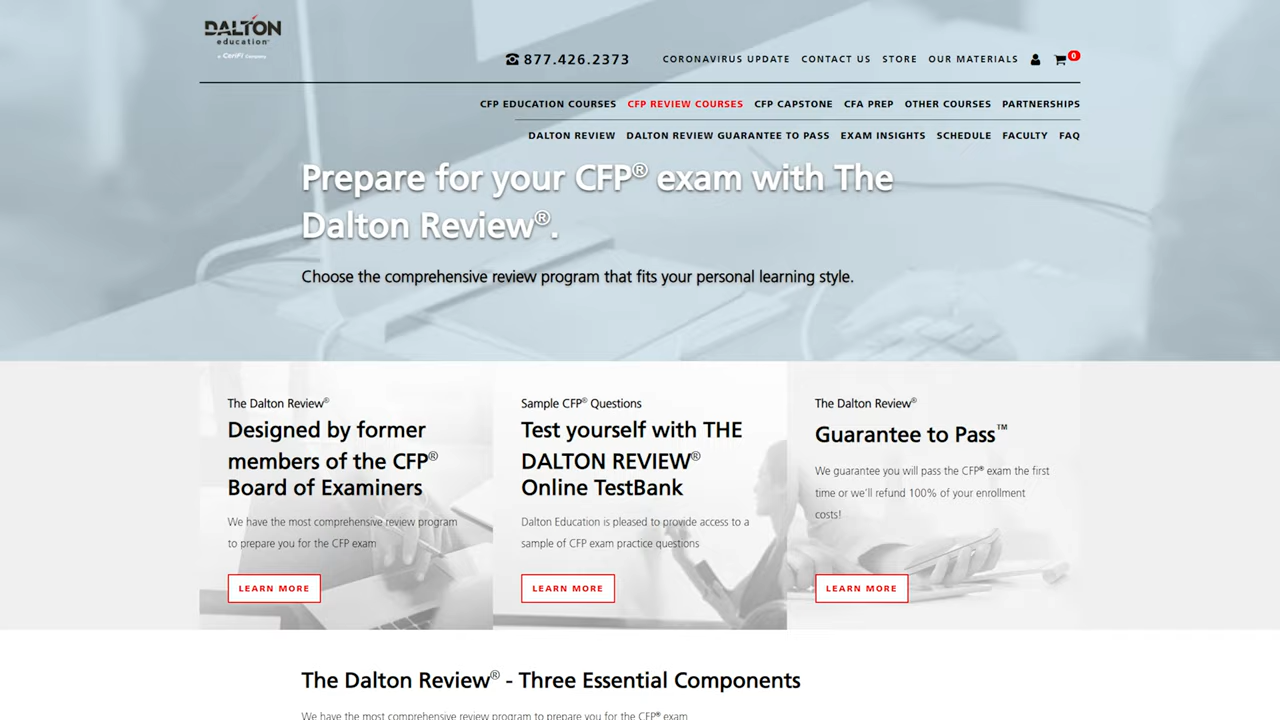 DALTON
education
a CeriFi Company
877.426.2373
CORONAVIRUS UPDATE CONTACT US STORE OUR MATERIALS 0
CFP EDUCATION COURSES CFP REVIEW COURSES CFP CAPSTONE CFA PREP OTHER COURSES PARTNERSHIPS
DALTON REVIEW DALTON REVIEW GUARANTEE TO PASS EXAM INSIGHTS SCHEDULE FACULTY FAQ
Prepare for your CFP® exam with The
Dalton Review®.
Choose the comprehensive review program that fits your personal learning style.
The Dalton Review®
Designed by former
members of the CFP®
Board of Examiners
We have the most comprehensive review program
to prepare you for the CFP exam
LEARN MORE
Sample CFP® Questions
Test yourself with THE
DALTON REVIEW®
Online TestBank
Dalton Education is pleased to provide access to a
sample of CFP exam practice questions
LEARN MORE
The Dalton Review®
Guarantee to Pass™
We guarantee you will pass the CFP® exam the first
time or we'll refund 100% of your enrollment
costs!
LEARN MORE
The Dalton Review® - Three Essential Components
We have the most comprehensive review program to prepare you for the CFP® exam